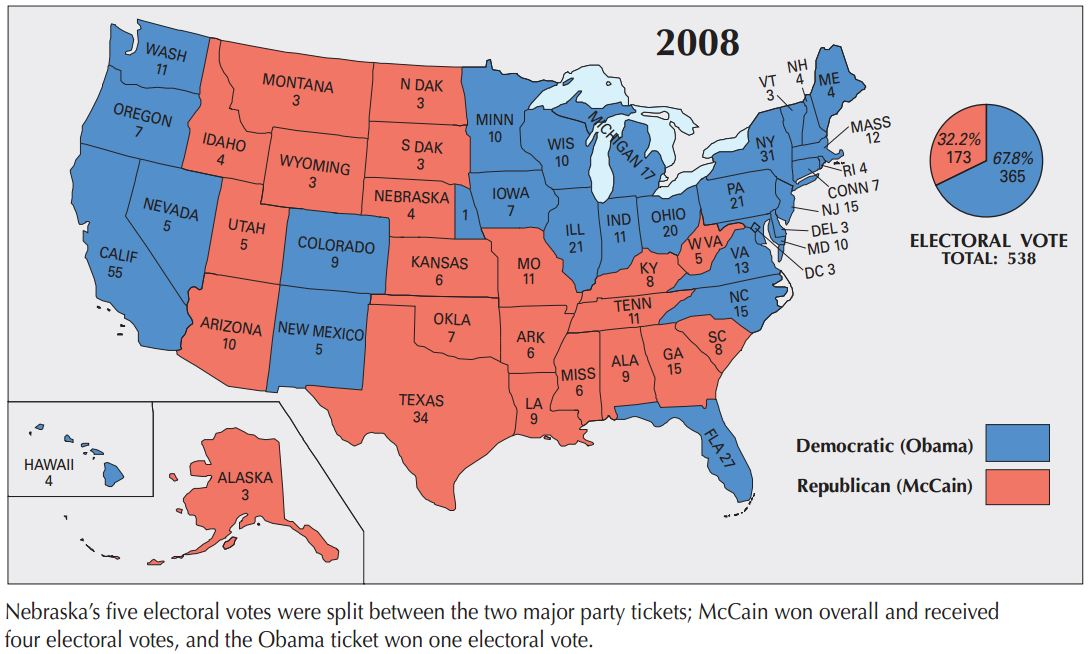 2008
WASH
11
OREGON
7
CALIF
55
NEVADA
5
IDAHO
4
MONTANA
3
WYOMING
3
UTAH
5
COLORADO
9
ARIZONA
10
NEW MEXICO
5
N DAK
3
S DAK
3
NEBRASKA
4
1
KANSAS
6
OKLA
7
TEXAS
34
MINN
10
IOWA
7
MO
11
ARK
6
LA
9
WIS
10
ILL
21
MICHIGAN 17
IND
11
OHIO
20
KY
8
TENN
11
MISS
6
ALA
9
GA
15
FLA 27
SC
8
NC
15
VA
13
W VA
5
PA
21
NY
31
VT
3
NH
4
ME
4
MASS
12
RI 4
CONN 7
NJ 15
DEL 3
MD 10
DC 3
HAWAII
4
ALASKA
3
32.2%
173
67.8%
365
ELECTORAL VOTE
TOTAL: 538
Democratic (Obama)
Republican (McCain)
Nebraska's five electoral votes were split between the two major party tickets; McCain won overall and received
four electoral votes, and the Obama ticket won one electoral vote.